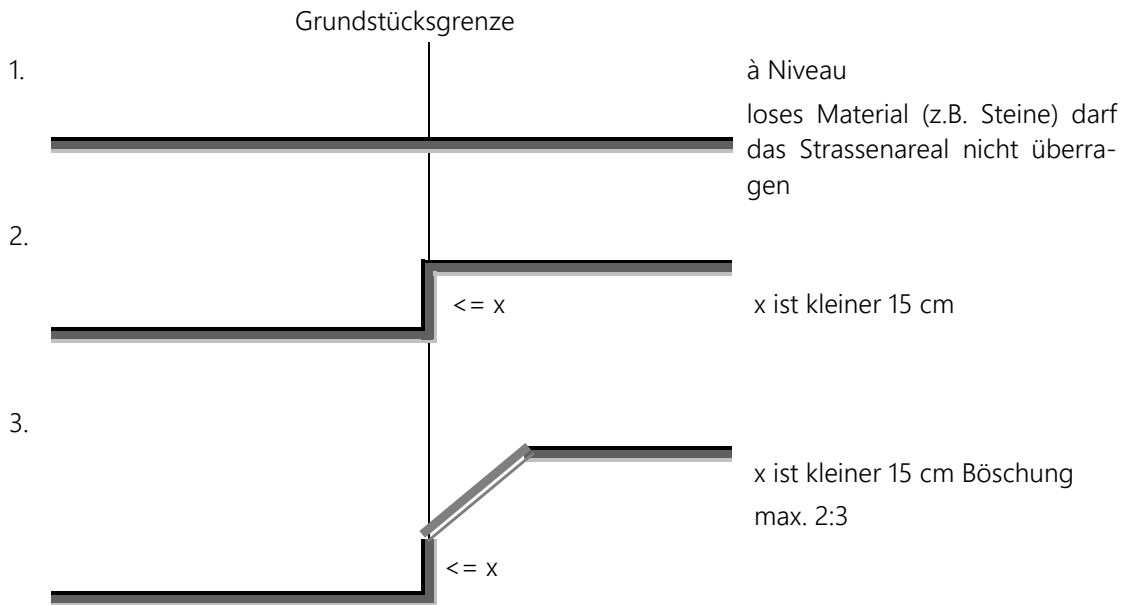 Grundstücksgrenze
1.
à Niveau
loses Material (z.B. Steine) darf
das Strassenareal nicht überra-
gen
2.
<= x
x ist kleiner 15 cm
3.
x ist kleiner 15 cm Böschung
max. 2:3
<= x